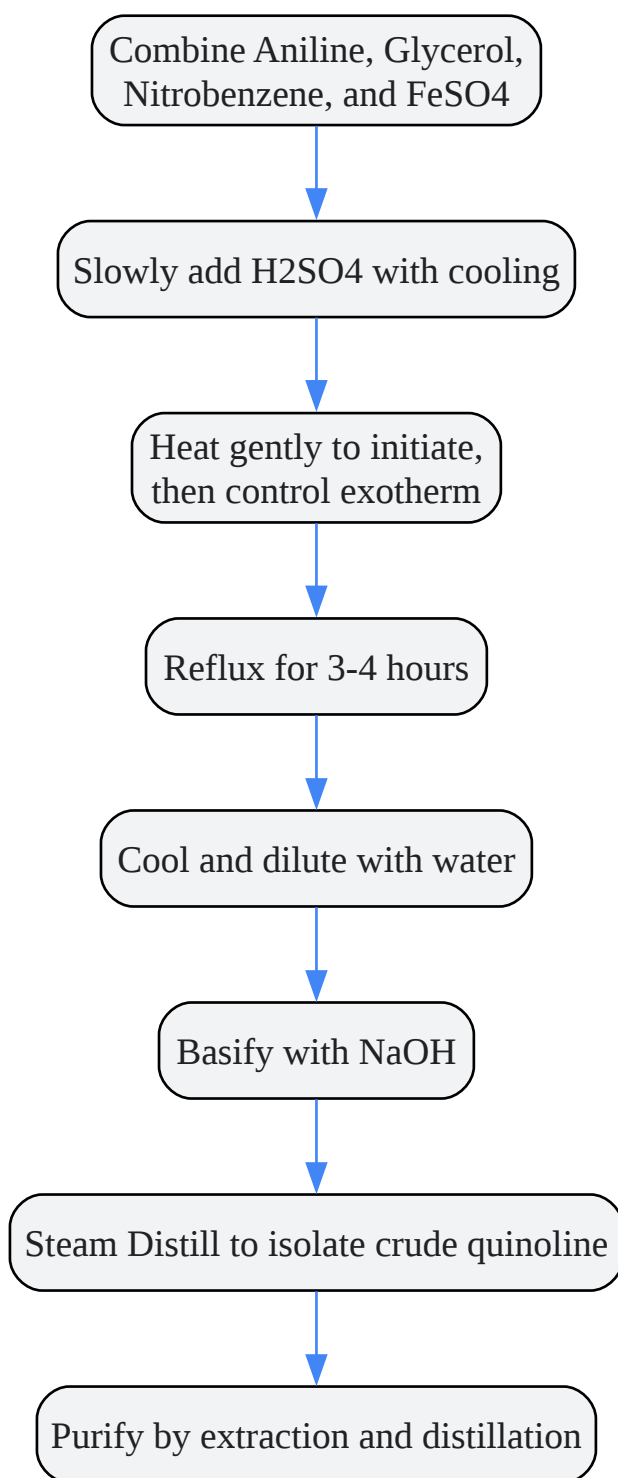 Combine Aniline, Glycerol,
Nitrobenzene, and FeSO4
Slowly add H2SO4 with cooling
Heat gently to initiate,
then control exotherm
Reflux for 3-4 hours
Cool and dilute with water
Basify with NaOH
Steam Distill to isolate crude quinoline
Purify by extraction and distillation